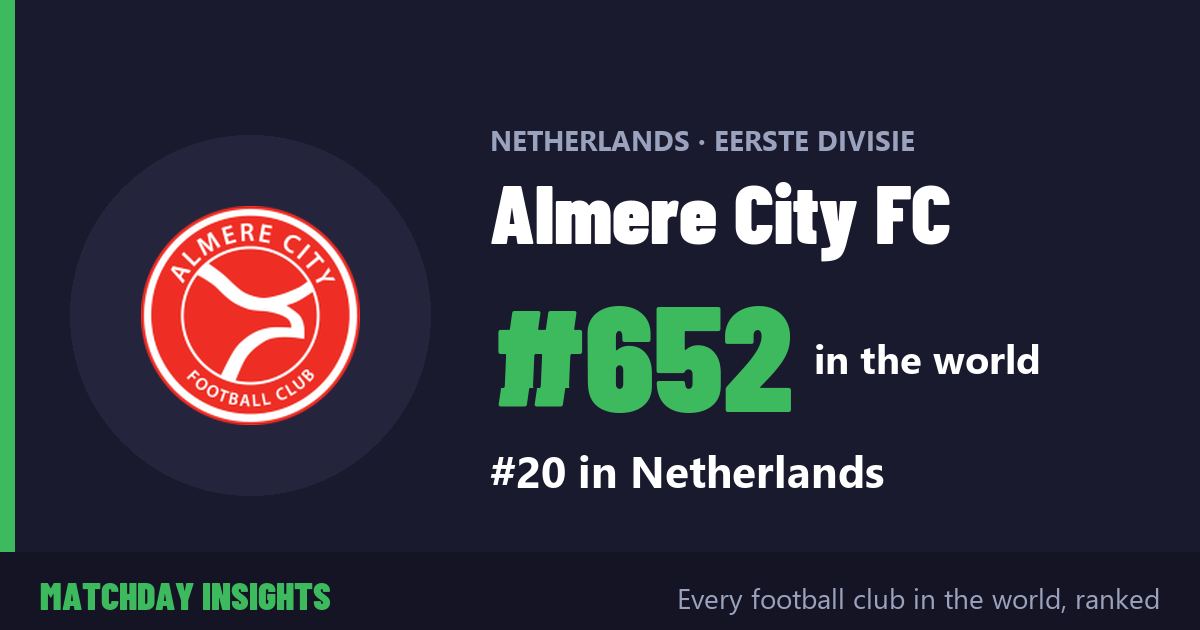 NETHERLANDS · EERSTE DIVISIE
Almere City FC
ALMERE CITY
FOOTBALL CLUB
#652 in the world
#20 in Netherlands
MATCHDAY INSIGHTS
Every football club in the world, ranked